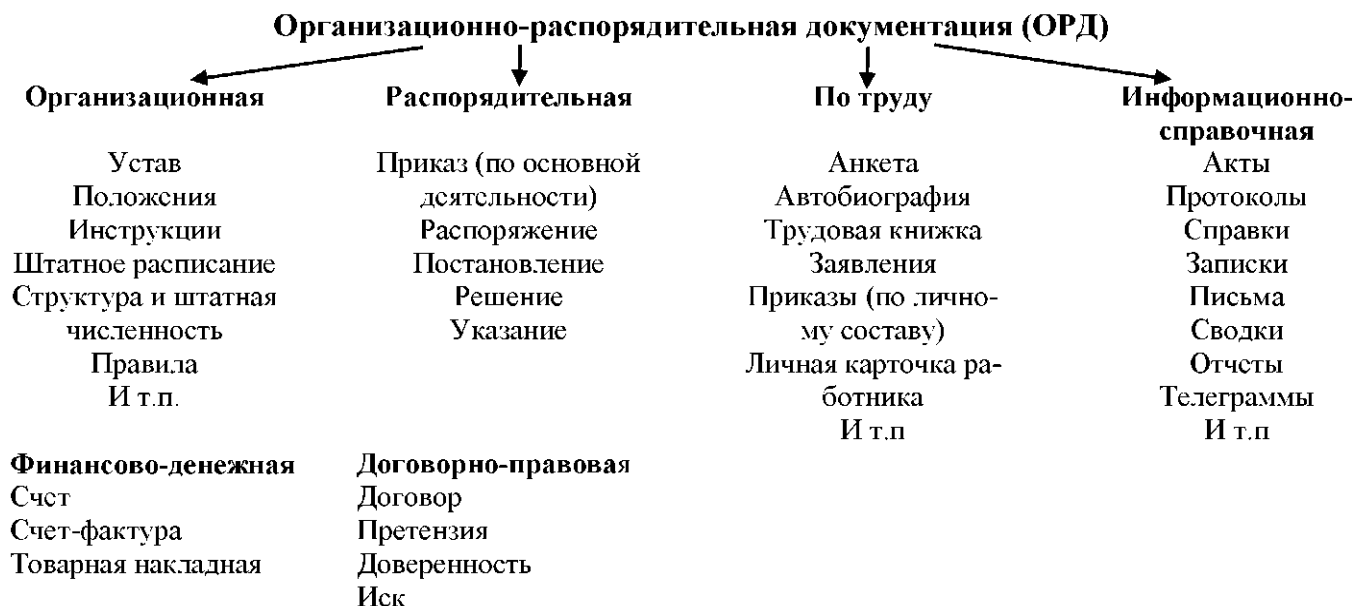 Организационно-распорядительная документация (ОРД)
Организационная
Устав
Положения
Инструкции
Штатное расписание
Структура и штатная
численность
Правила
И т.п.
Распорядительная
Приказ (по основной
деятельности)
Распоряжение
Постановление
Решение
Указание
По труду
Анкета
Автобиография
Трудовая книжка
Заявления
Приказы (по лично-
му составу)
Личная карточка ра-
ботника
И т.п
Информационно-
справочная
Акты
Протоколы
Справки
Записки
Письма
Сводки
Отчеты
Телеграммы
И т.п
Финансово-денежная
Счет
Счет-фактура
Товарная накладная
Договорно-правовая
Договор
Претензия
Доверенность
Иск